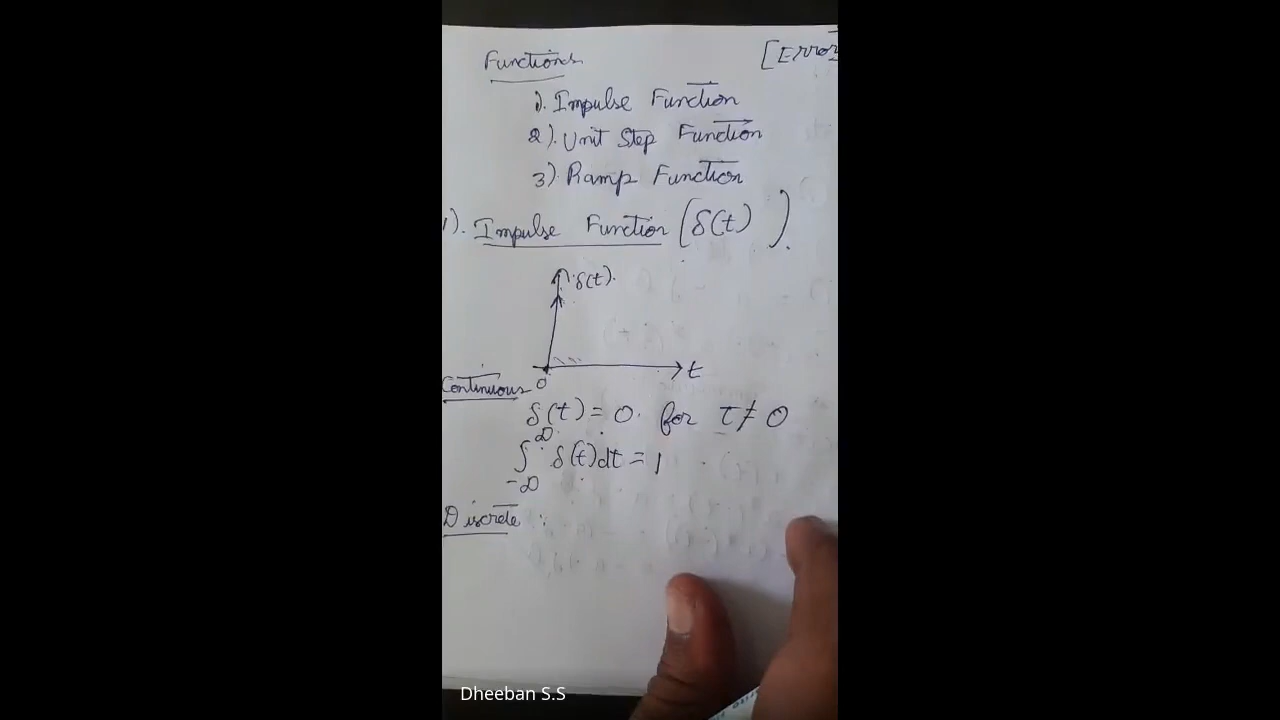 Functions
[Error
1). Impulse Function
2). Unit Step Function
3) Ramp Function
1). Impulse Function (δ(t))
δ(t).
t
0
Continuous
δ(t) = 0. for t ≠ 0
∫ ∞ -∞ δ(t)dt = 1
Discrete :
Dheeban S.S